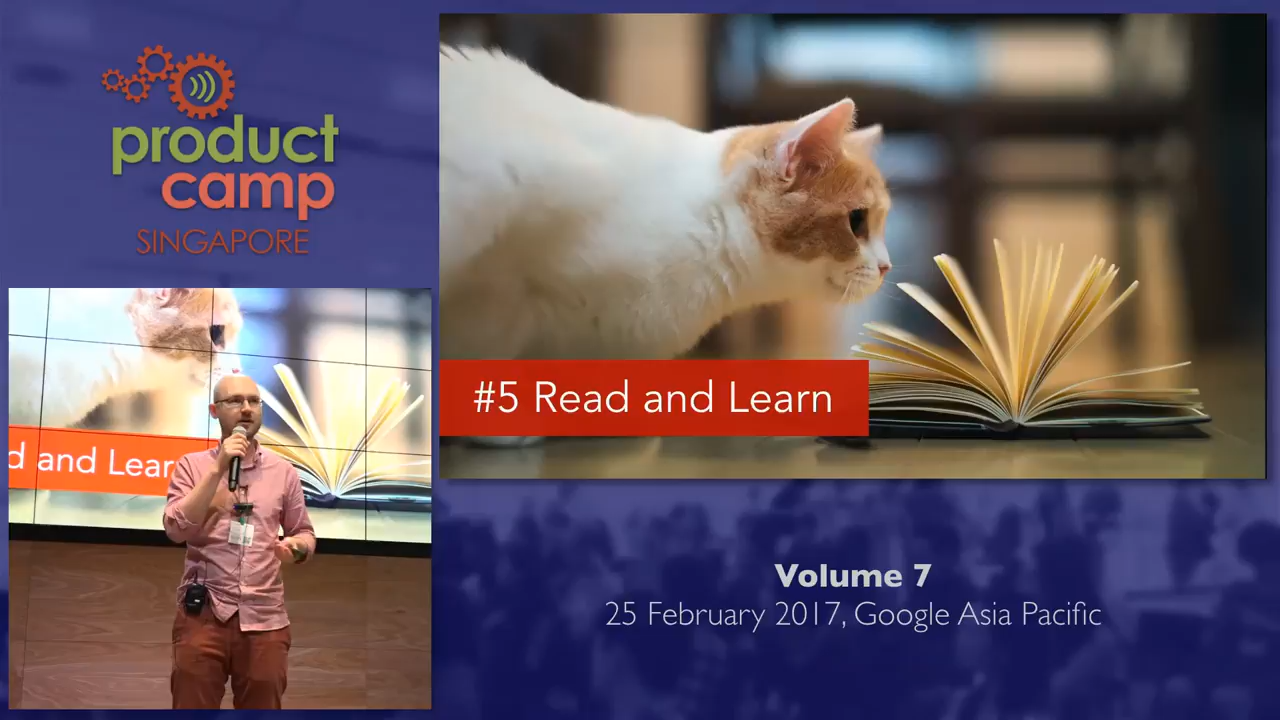 product
camp
SINGAPORE
#5 Read and Learn
d and Lear
Volume 7
25 February 2017, Google Asia Pacific